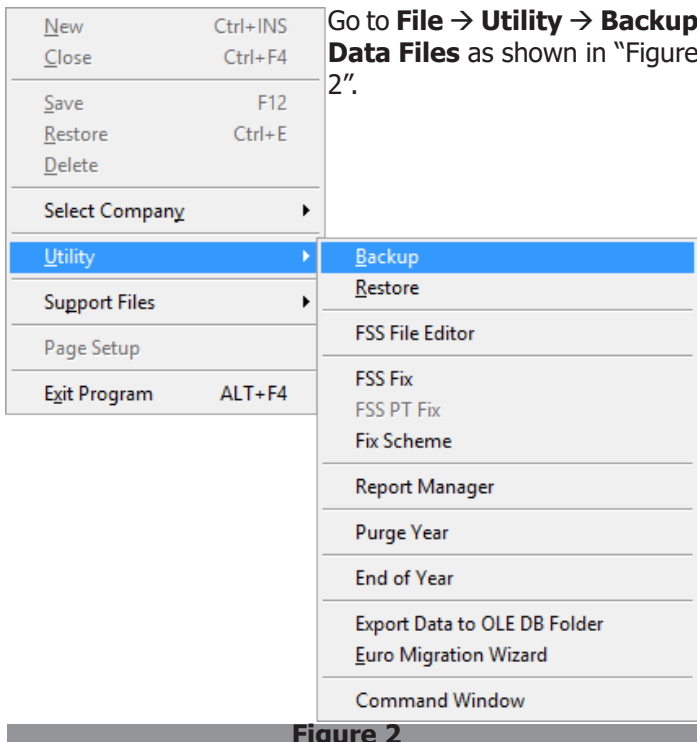 New Ctrl+INS
Close Ctrl+F4
Save F12
Restore Ctrl+E
Delete
Select Company
Utility
Support Files
Page Setup
Exit Program ALT+F4
Go to File → Utility → Backup
Data Files as shown in “Figure
2”.
Backup
Restore
FSS File Editor
FSS Fix
FSS PT Fix
Fix Scheme
Report Manager
Purge Year
End of Year
Export Data to OLE DB Folder
Euro Migration Wizard
Command Window
Figure 2